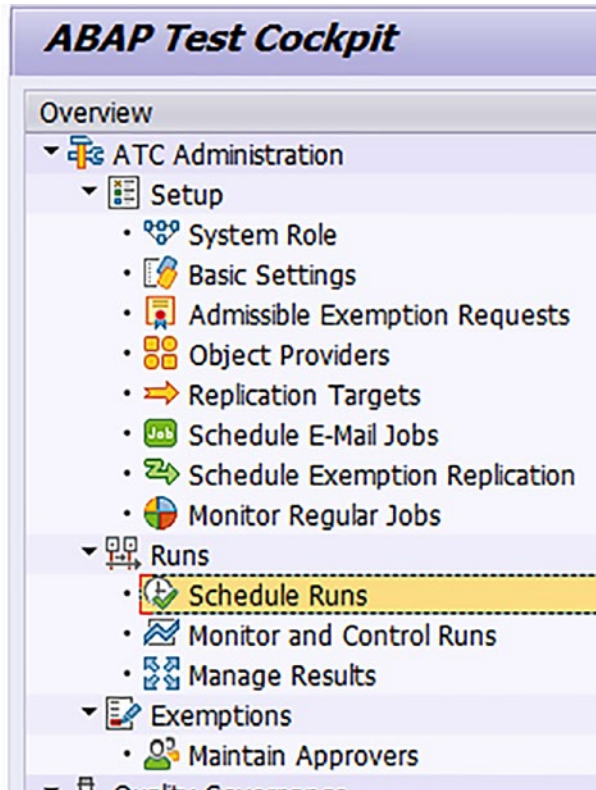 ABAP Test Cockpit
Overview
ATC Administration
Setup
System Role
Basic Settings
Admissible Exemption Requests
Object Providers
Replication Targets
Job Schedule E-Mail Jobs
Schedule Exemption Replication
Monitor Regular Jobs
Runs
Schedule Runs
Monitor and Control Runs
Manage Results
Exemptions
Maintain Approvers